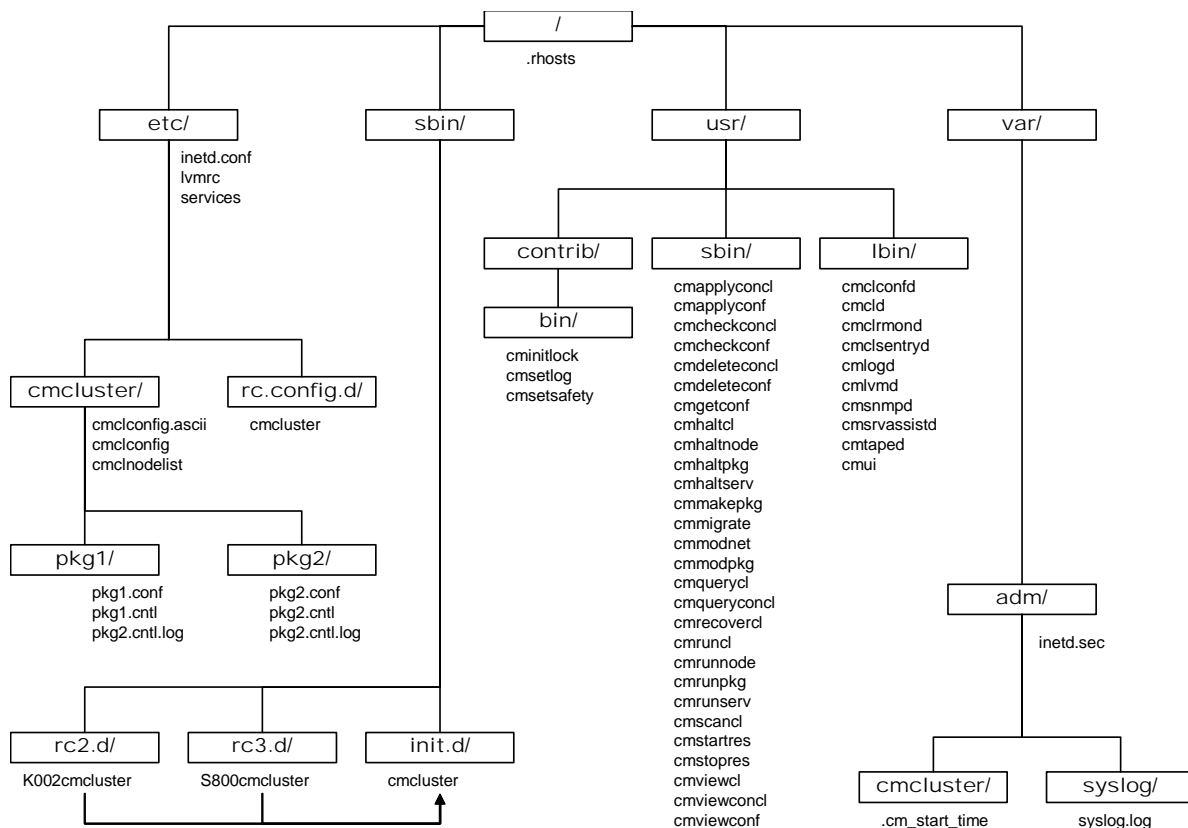 /
.rhosts
etc/
sbin/
usr/
var/
inetd.conf
lvmrc
services
contrib/
sbin/
lbin/
bin/
cminitlock
cmsetlog
cmsetsafety
cmapplyconcl
cmapplyconf
cmcheckconcl
cmcheckconf
cmdeleteconcl
cmdeleteconf
cmgetconf
cmhaltcl
cmhaltnode
cmhaltpkg
cmhaltserv
cmmakepkg
cmmigrate
cmmodnet
cmmodpkg
cmquerycl
cmqueryconcl
cmrecovercl
cmruncl
cmrunnode
cmrunpkg
cmrunserv
cmscancl
cmstartres
cmstopres
cmviewcl
cmviewconcl
cmviewconf
cmclconfd
cmcld
cmclrmond
cmclsentryd
cmlogd
cmlvmd
cmsnmpd
cmsrvassistd
cmtaped
cmui
cmcluster/
rc.config.d/
cmclconfig.ascii
cmclconfig
cmclnodelist
cmcluster
pkg1/
pkg2/
pkg1.conf
pkg1.cntl
pkg2.cntl.log
pkg2.conf
pkg2.cntl
pkg2.cntl.log
adm/
inetd.sec
rc2.d/
rc3.d/
init.d/
K002cmcluster
S800cmcluster
cmcluster
cmcluster/
syslog/
.cm_start_time
syslog.log